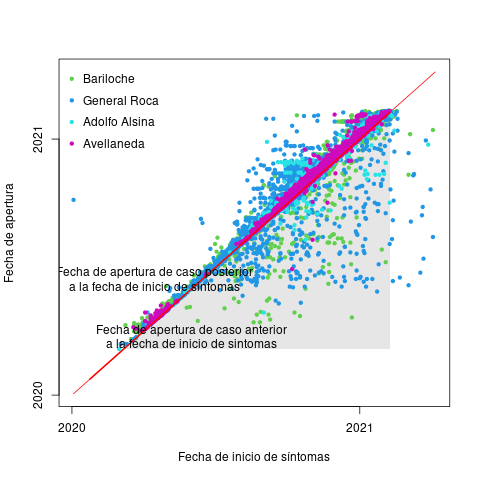 Bariloche
General Roca
Adolfo Alsina
Avellaneda
2021
Fecha de apertura
Fecha de apertura de caso posterior
a la fecha de inicio de síntomas
Fecha de apertura de caso anterior
a la fecha de inicio de sintomas
2020
2020
2021
Fecha de inicio de síntomas